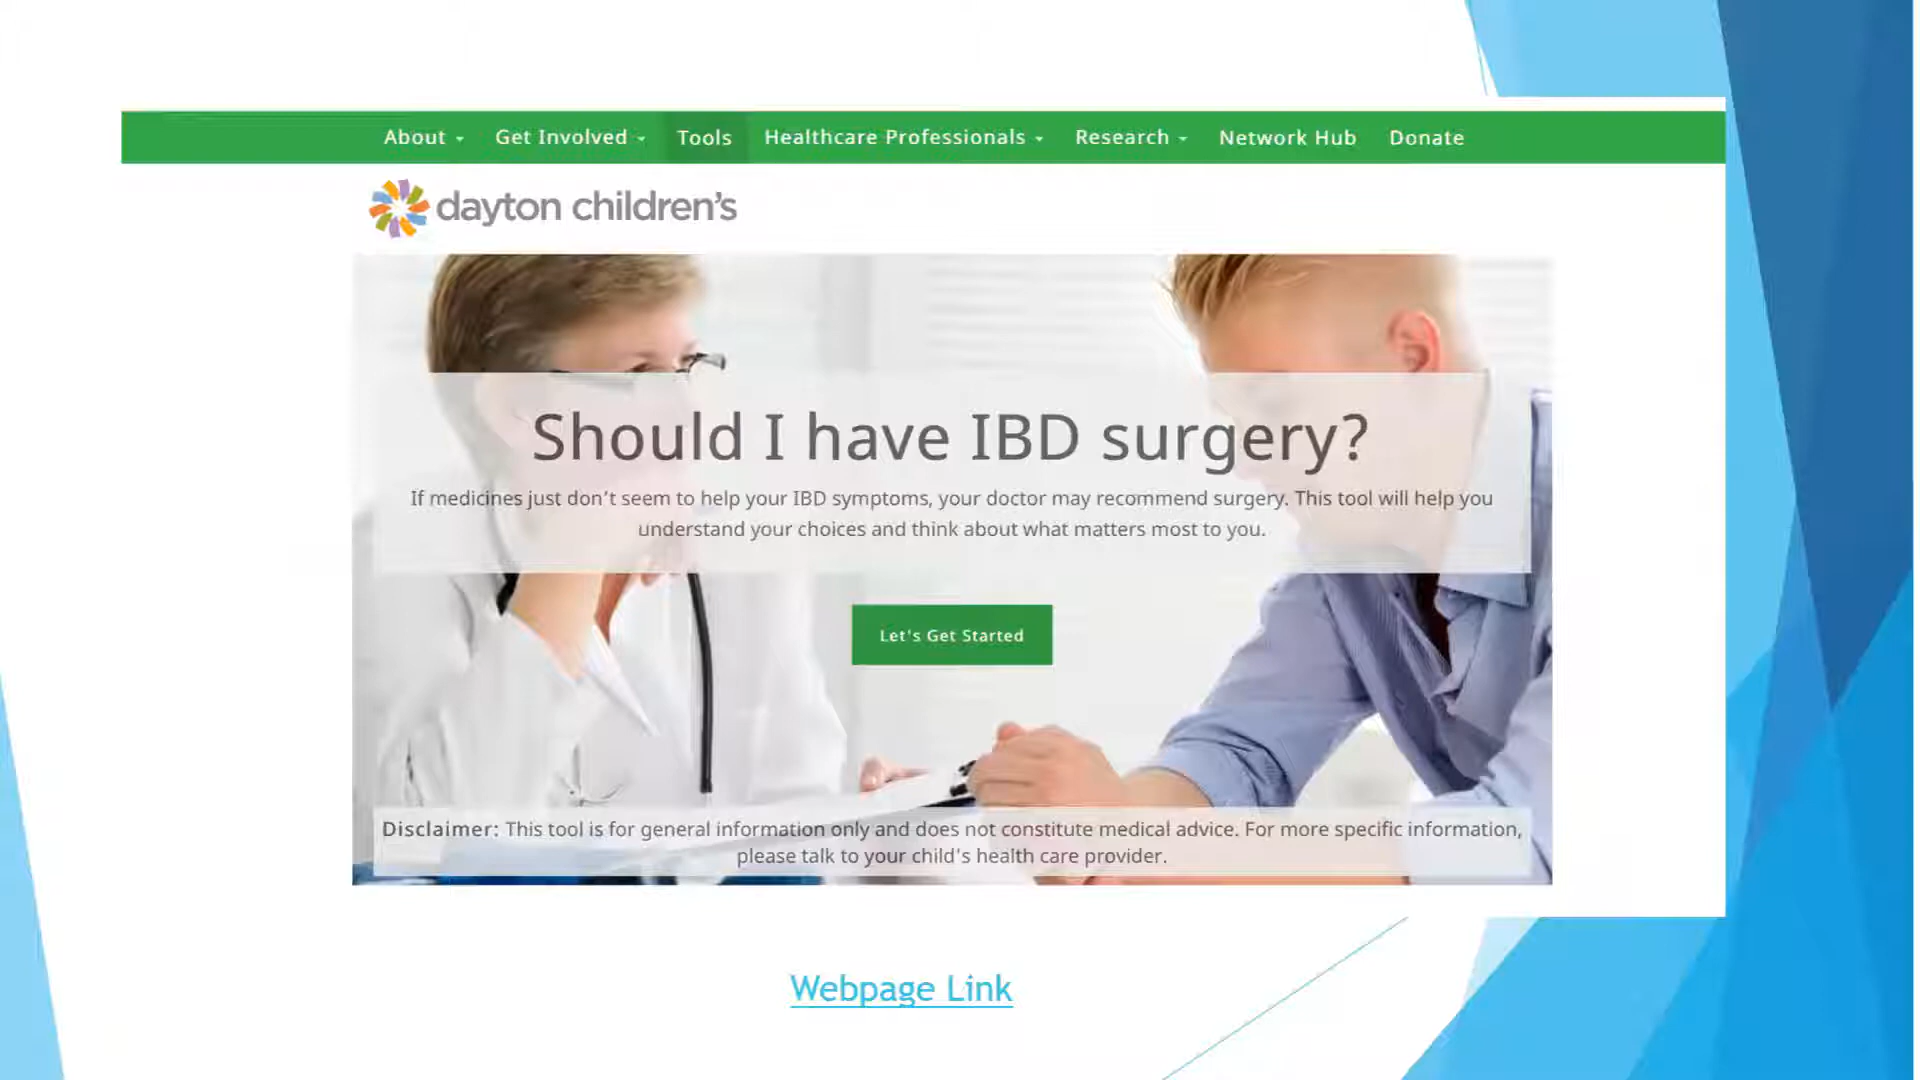 About Get Involved Tools Healthcare Professionals Research Network Hub Donate
dayton children's
Should I have IBD surgery?
If medicines just don't seem to help your IBD symptoms, your doctor may recommend surgery. This tool will help you
understand your choices and think about what matters most to you.
Let's Get Started
Disclaimer: This tool is for general information only and does not constitute medical advice. For more specific information,
please talk to your child's health care provider.
Webpage Link